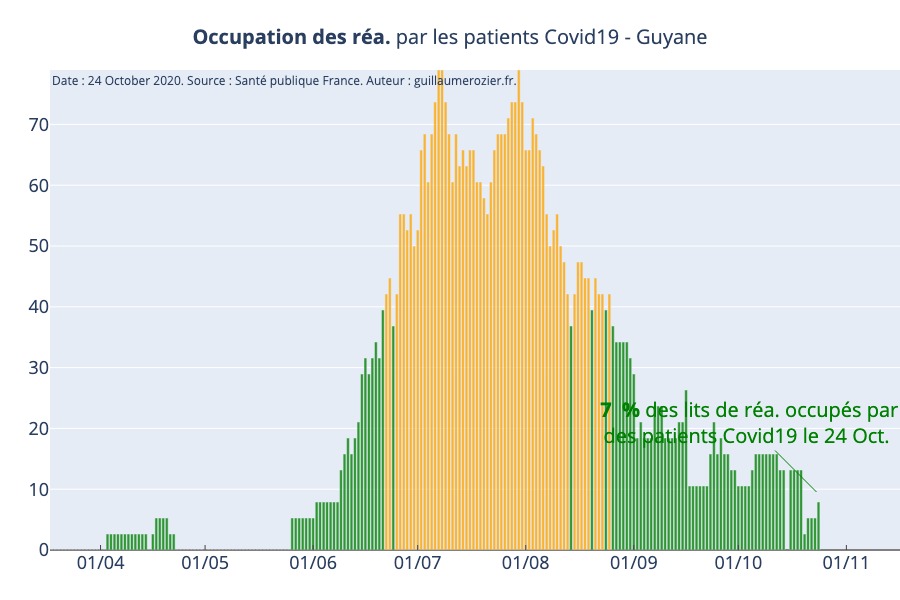 Occupation des réa. par les patients Covid19 - Guyane
Date : 24 October 2020. Source : Santé publique France. Auteur : guillaumerozier.fr.
70
60
50
40
30
20
10
0
7 % des lits de réa. occupés par
des patients Covid19 le 24 Oct.
01/04 01/05 01/06 01/07 01/08 01/09 01/10 01/11